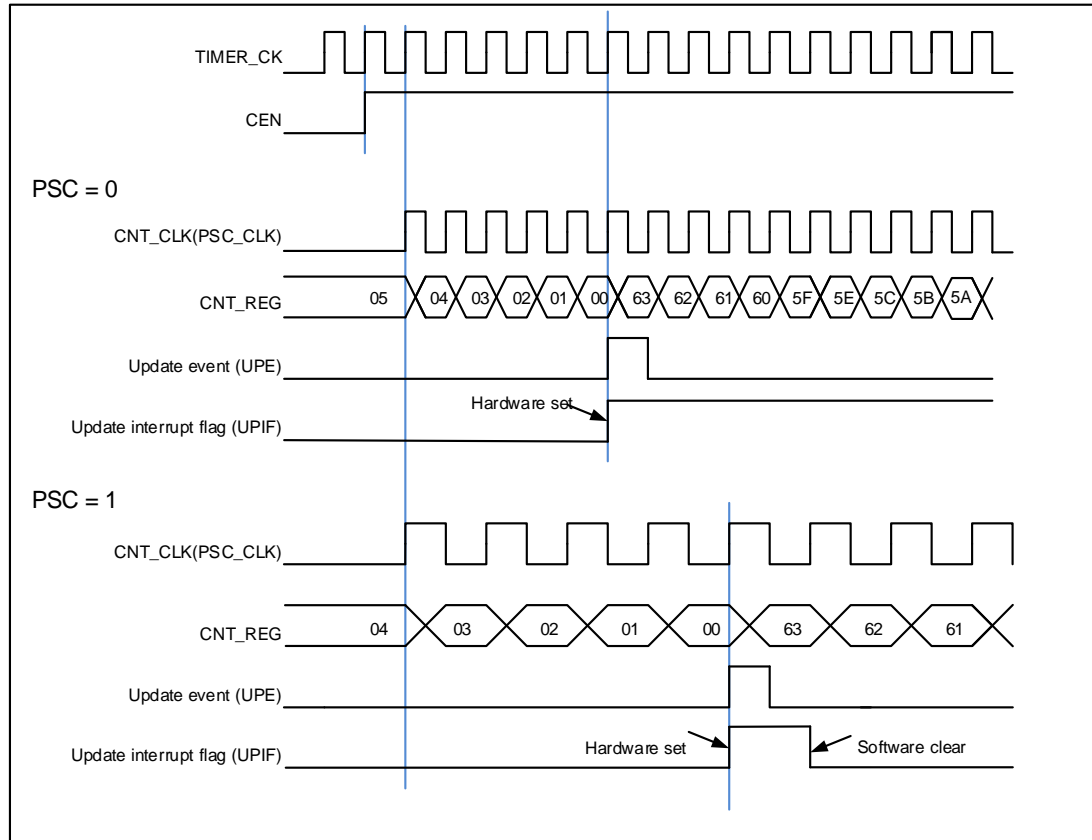 TIMER_CK
CEN
PSC = 0
CNT_CLK(PSC_CLK)
CNT_REG 05 04 03 02 01 00 63 62 61 60 5F 5E 5C 5B 5A
Update event (UPE)
Hardware set
Update interrupt flag (UPIF)
PSC = 1
CNT_CLK(PSC_CLK)
CNT_REG 04 03 02 01 00 63 62 61
Update event (UPE)
Update interrupt flag (UPIF) Hardware set Software clear